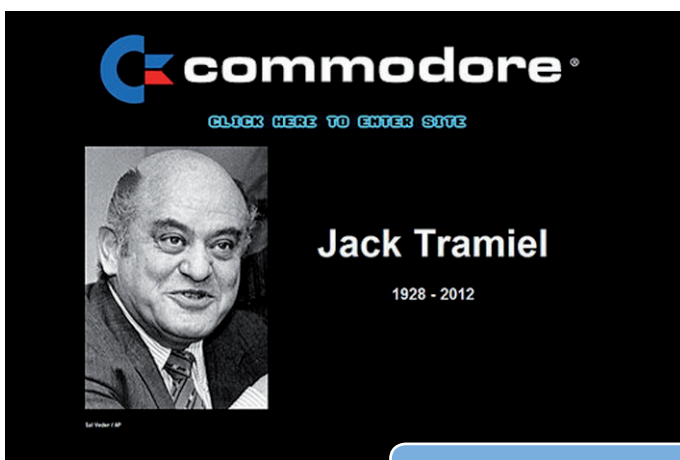 commodore®
CLICK HERE TO ENTER SITE
Jack Tramiel
1928 - 2012
Sal Veder / AP